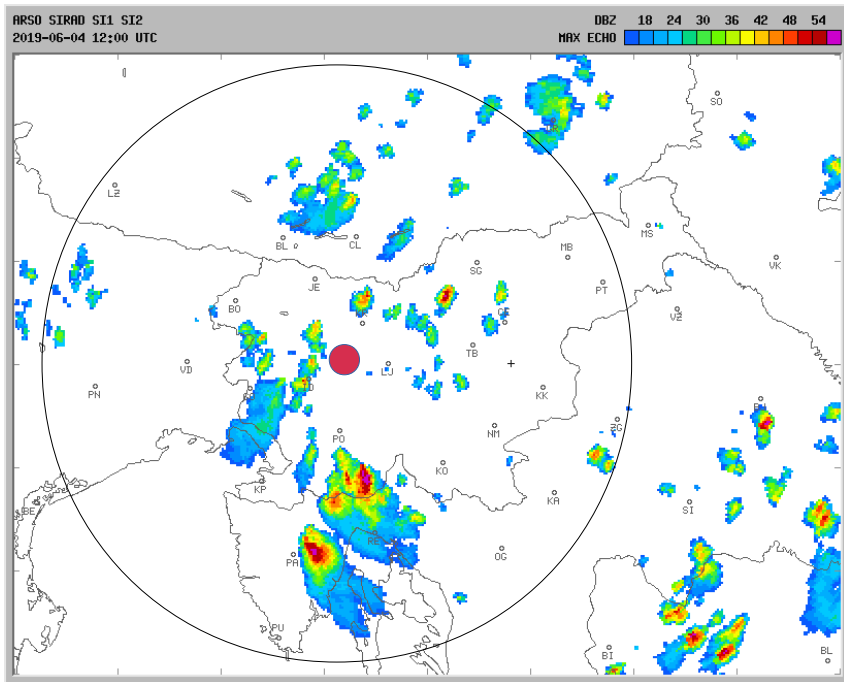 ARSO SIRAD SI1 SI2
DBZ 18 24 30 36 42 48 54
2019-06-04 12:00 UTC
MAX ECHO
SO
LZ
MS
BL
CL
MB
SG
VK
JE
PT
BO
VZ
TB
VD
LJ
PN
KK
ZG
NM
PO
KO
KP
KA
SI
BE
RE
OG
PA
PU
BI
BL